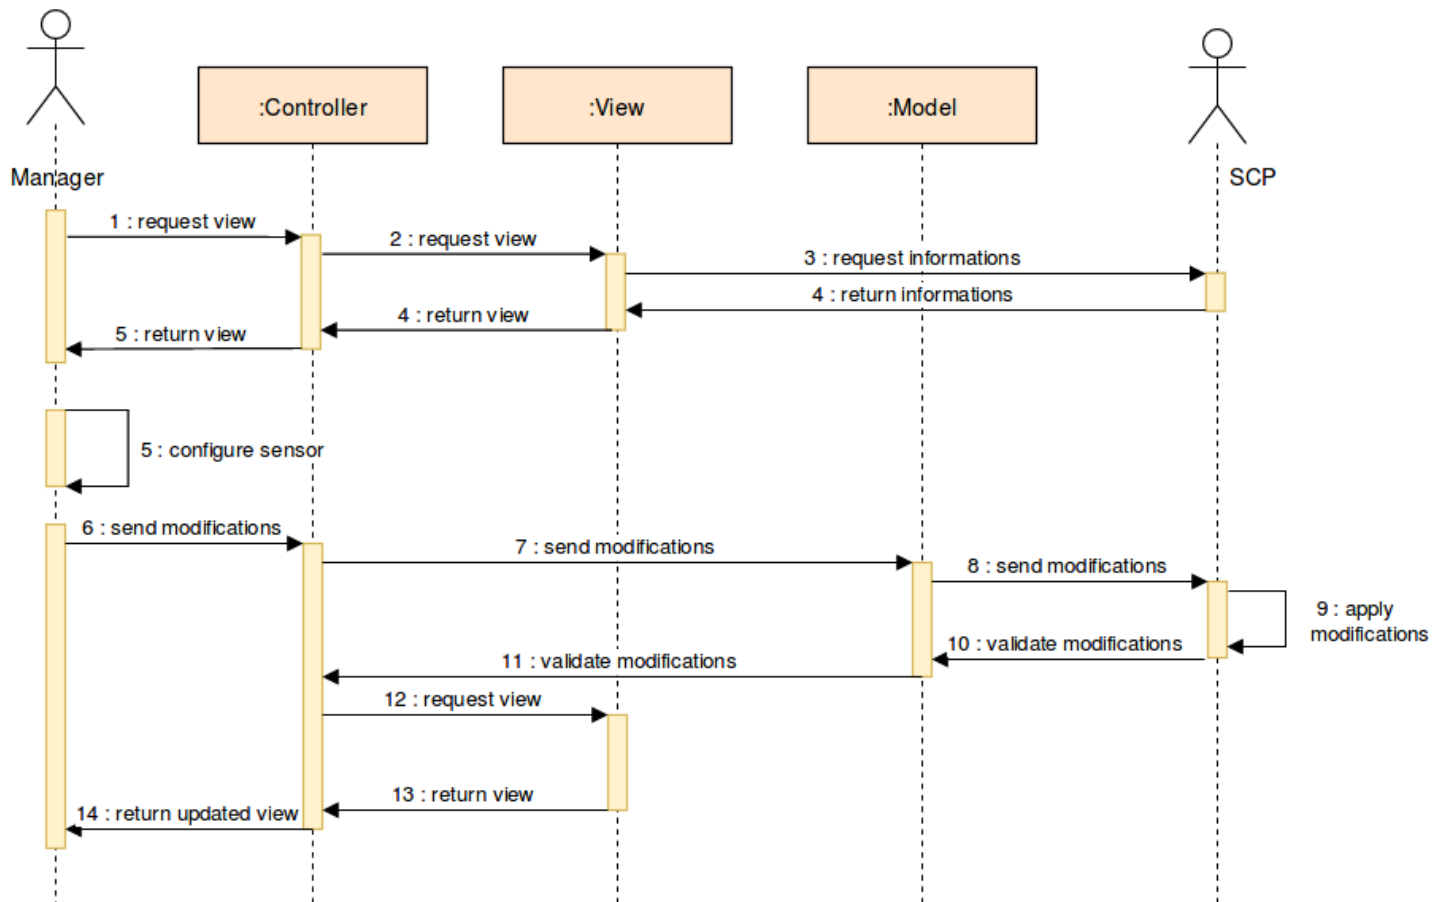 :Controller
:View
:Model
Manager
SCP
1 : request view
2 : request view
3 : request informations
4 : return informations
4 : return view
5 : return view
5 : configure sensor
6 : send modifications
7 : send modifications
8 : send modifications
9 : apply
modifications
10 : validate modifications
11 : validate modifications
12 : request view
13 : return view
14 : return updated view